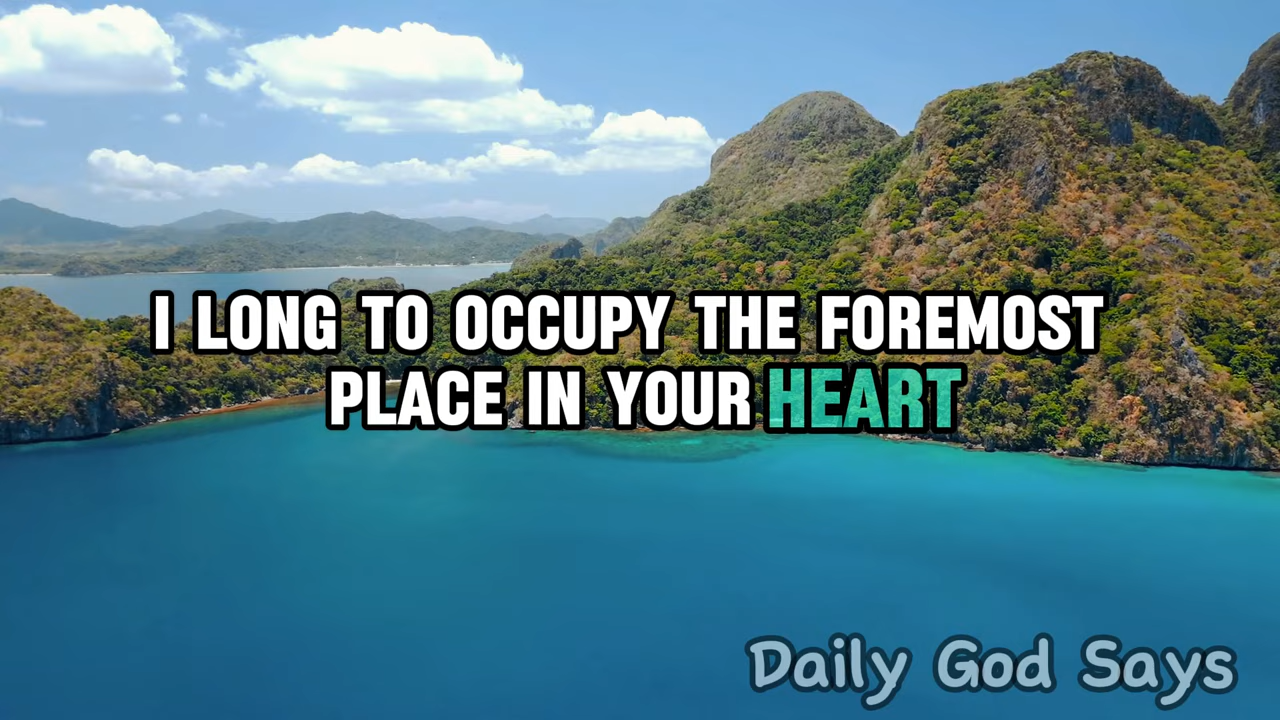 I LONG TO OCCUPY THE FOREMOST
PLACE IN YOUR HEART
Daily God Says